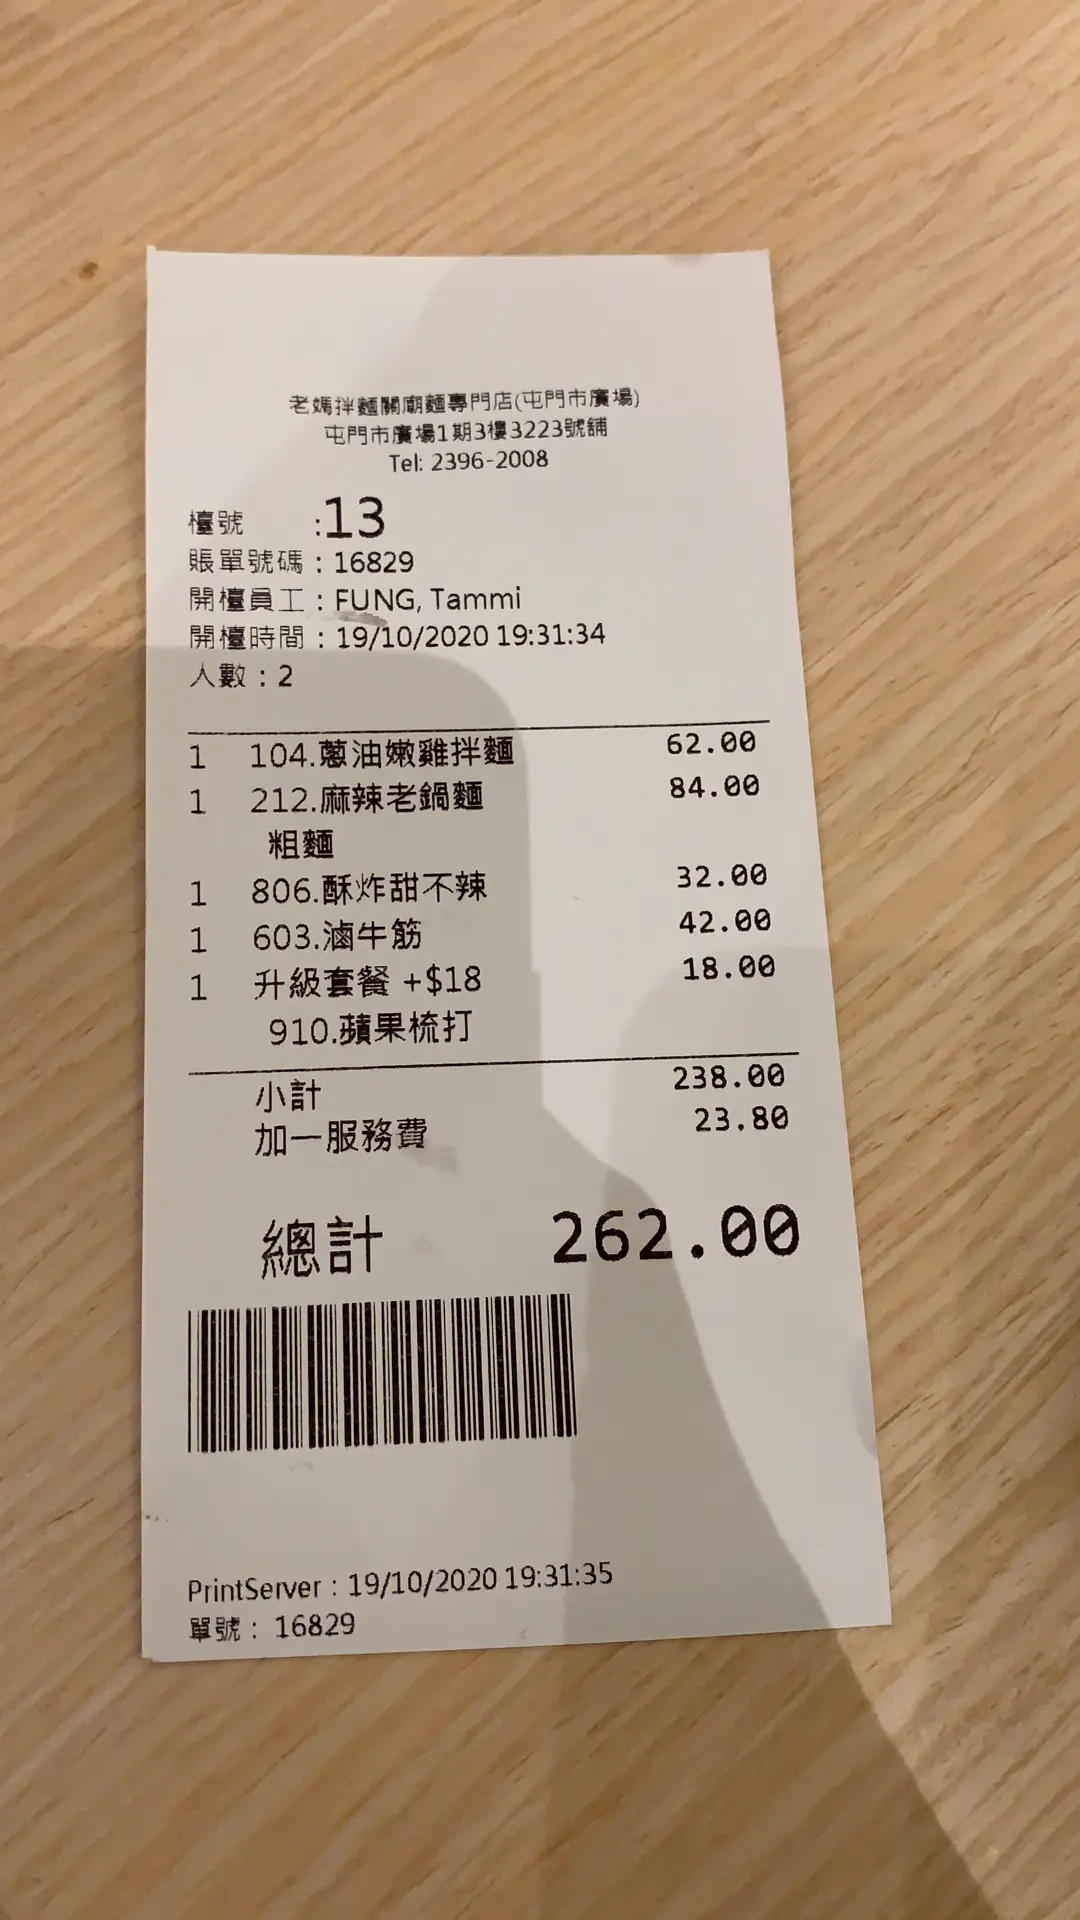 老媽拌麵關廟麵專門店(屯門市廣場)
屯門市廣場1期3樓3223號舖
Tel: 2396-2008
檯號 :13
賬單號碼 : 16829
開檯員工 : FUNG, Tammi
開檯時間 : 19/10/2020 19:31:34
人數 : 2
1 104.蔥油嫩雞拌麵 62.00
1 212.麻辣老鍋麵 84.00
粗麵
1 806.酥炸甜不辣 32.00
1 603.滷牛筋 42.00
1 升級套餐 +$18 18.00
910.蘋果梳打
小計 238.00
加一服務費 23.80
總計 262.00
PrintServer : 19/10/2020 19:31:35
單號 : 16829